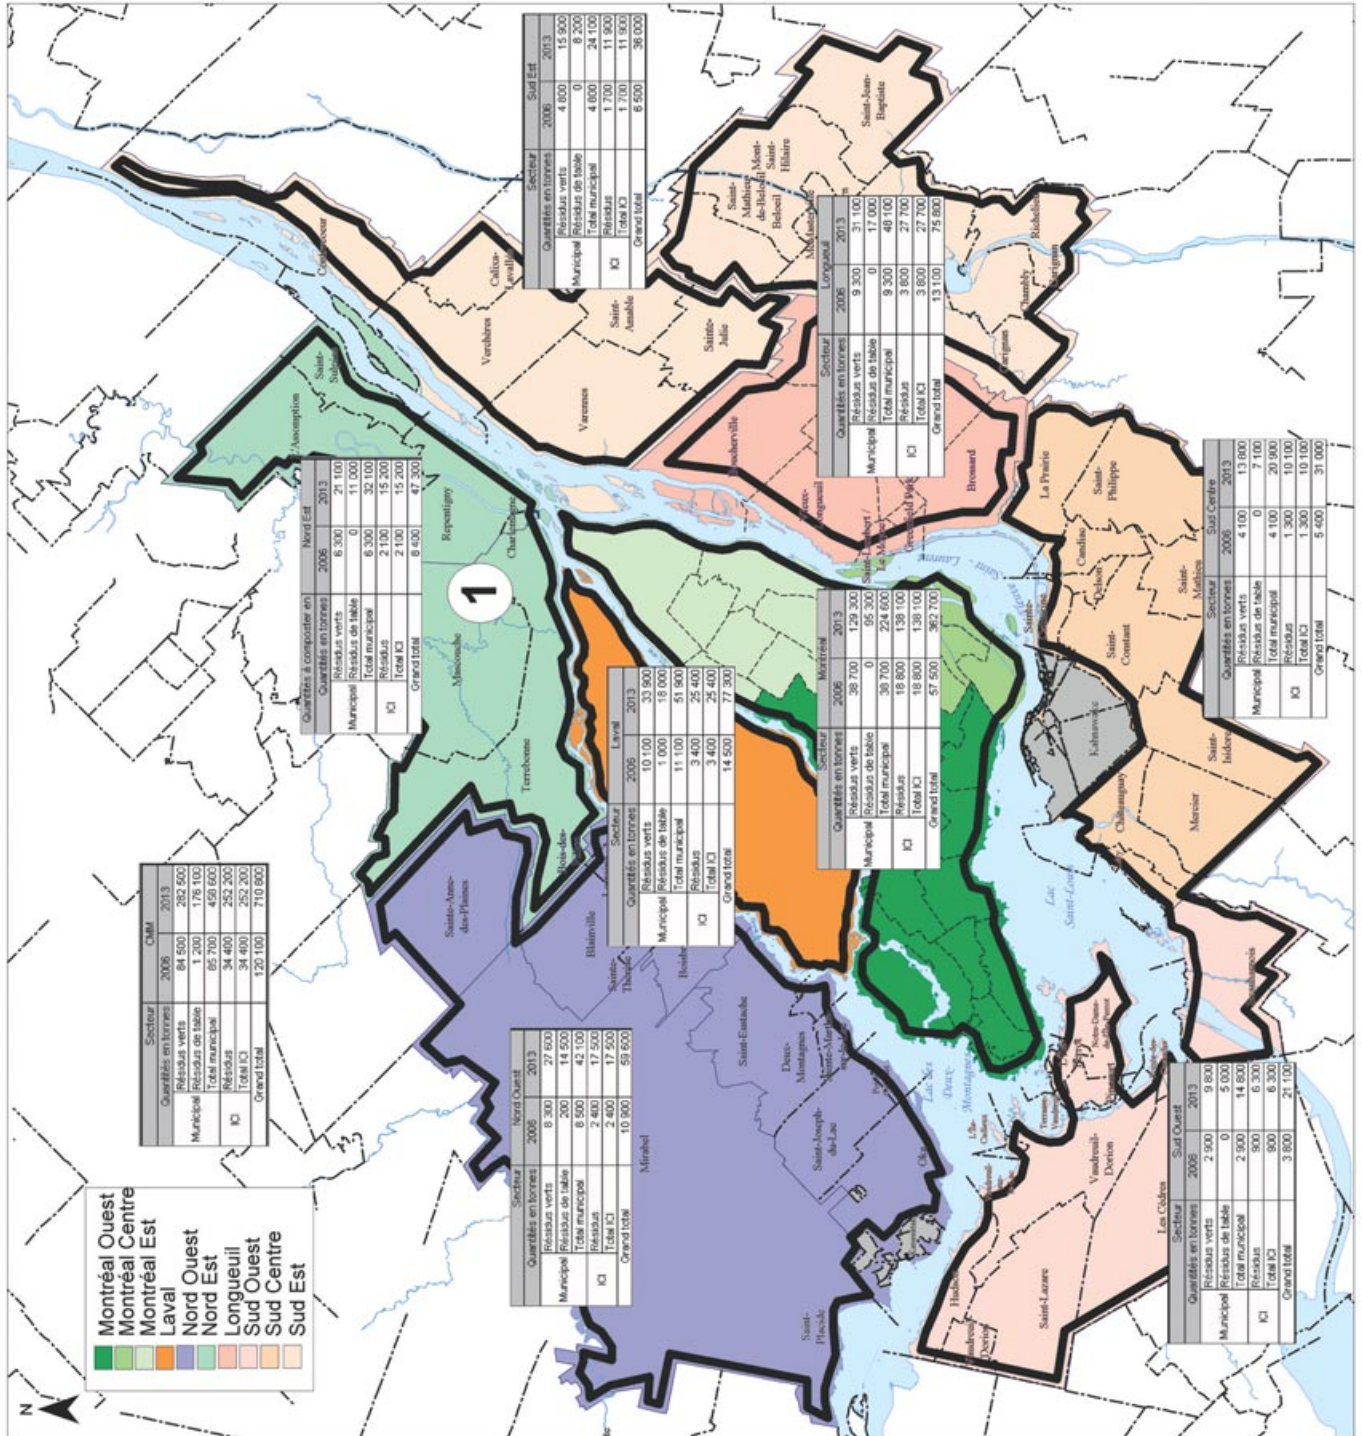 N
Montréal Ouest
Montréal Centre
Montréal Est
Laval
Nord Ouest
Nord Est
Longueuil
Sud Ouest
Sud Centre
Sud Est
Secteur CMM
Quantités en tonnes 2006 2013
Municipal
Résidus verts 84 500 282 500
Résidus de table 1 200 176 100
Total municipal 85 700 458 600
ICI
Résidus 34 400 252 200
Total ICI 34 400 252 200
Grand total 120 100 710 800
Quantités à composter en Nord Est
Quantités en tonnes 2006 2013
Municipal
Résidus verts 6 300 21 100
Résidus de table 0 11 000
Total municipal 6 300 32 100
ICI
Résidus 2 100 15 200
Total ICI 2 100 15 200
Grand total 8 400 47 300
Secteur Sud Est
Quantités en tonnes 2006 2013
Municipal
Résidus verts 4 800 15 900
Résidus de table 0 8 200
Total municipal 4 800 24 100
ICI
Résidus 1 700 11 900
Total ICI 1 700 11 900
Grand total 6 500 36 000
Secteur Nord Ouest
Quantités en tonnes 2006 2013
Municipal
Résidus verts 8 300 27 600
Résidus de table 200 14 500
Total municipal 8 500 42 100
ICI
Résidus 2 400 17 500
Total ICI 2 400 17 500
Grand total 10 900 59 600
Secteur Laval
Quantités en tonnes 2006 2013
Municipal
Résidus verts 10 100 33 900
Résidus de table 1 000 18 000
Total municipal 11 100 51 900
ICI
Résidus 3 400 25 400
Total ICI 3 400 25 400
Grand total 14 500 77 300
Secteur Montréal
Quantités en tonnes 2006 2013
Municipal
Résidus verts 38 700 129 300
Résidus de table 0 95 300
Total municipal 38 700 224 600
ICI
Résidus 18 800 138 100
Total ICI 18 800 138 100
Grand total 57 500 362 700
Secteur Longueuil
Quantités en tonnes 2006 2013
Municipal
Résidus verts 9 300 31 100
Résidus de table 0 17 000
Total municipal 9 300 48 100
ICI
Résidus 3 800 27 700
Total ICI 3 800 27 700
Grand total 13 100 75 800
Secteur Sud Ouest
Quantités en tonnes 2006 2013
Municipal
Résidus verts 2 900 9 800
Résidus de table 0 5 000
Total municipal 2 900 14 800
ICI
Résidus 900 6 300
Total ICI 900 6 300
Grand total 3 800 21 100
Secteur Sud Centre
Quantités en tonnes 2006 2013
Municipal
Résidus verts 4 100 13 800
Résidus de table 0 7 100
Total municipal 4 100 20 900
ICI
Résidus 1 300 10 100
Total ICI 1 300 10 100
Grand total 5 400 31 000
1
Sainte-Anne-
des-Plaines
Blainville
Mirabel
Saint-Eustache
Deux-
Montagnes
Saint-Joseph-
du-Lac
Oka
Saint-
Placide
Terrebonne
Mascouche
Repentigny
Charlemagne
L'Assomption
Saint-
Sulpice
Verchères
Calixa-
Varennes
Saint-
Amable
Sainte-
Julie
Saint-
Mathieu-
de-Beloeil
Beloeil
Mont-
Saint-
Hilaire
Saint-Jean-
Baptiste
Chambly
Carignan
Carignan
Brossard
Greenfield Park
La Prairie
Saint-
Philippe
Candiac
Delson
Saint-
Constant
Saint-
Mathieu
Kahnawake
Châteauguay
Mercier
Saint-
Isidore
Lac
Saint-Louis
Lac des
Deux-
Montagnes
Vaudreuil-
Dorion
Les Cèdres
Saint-Lazare
Notre-Dame-